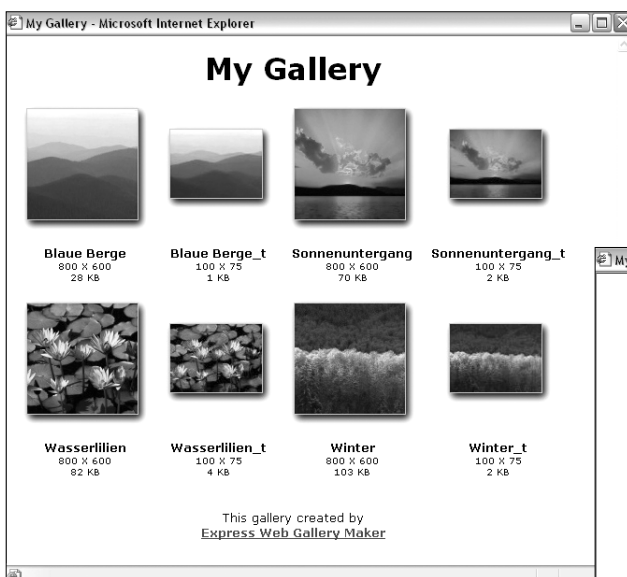 My Gallery - Microsoft Internet Explorer
My Gallery
Blaue Berge
800 X 600
28 KB
Blaue Berge_t
100 X 75
1 KB
Sonnenuntergang
800 X 600
70 KB
Sonnenuntergang_t
100 X 75
2 KB
My
Wasserlilien
800 X 600
82 KB
Wasserlilien_t
100 X 75
4 KB
Winter
800 X 600
103 KB
Winter_t
100 X 75
2 KB
This gallery created by
Express Web Gallery Maker